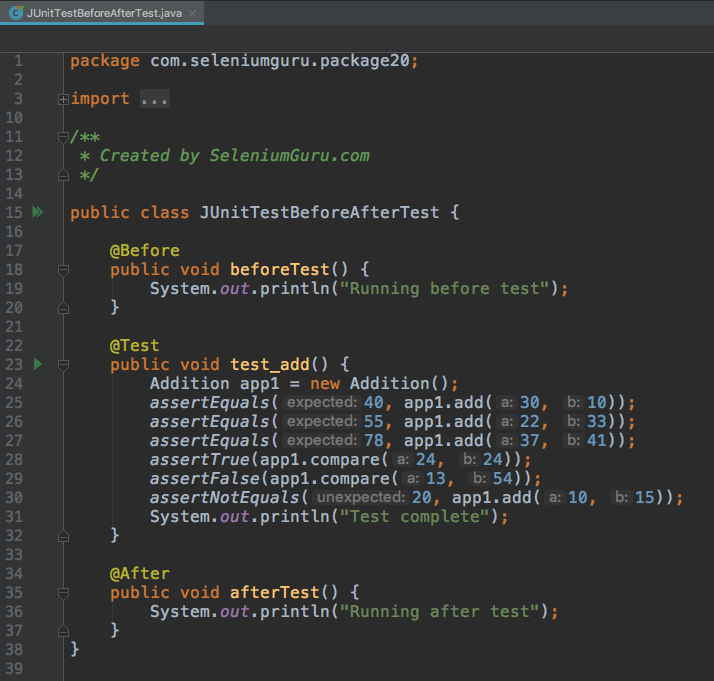 JUnitTestBeforeAfterTest.java ×
1 package com.seleniumguru.package20;
2
3 import ...
10
11 /**
12 * Created by SeleniumGuru.com
13 */
14
15 public class JUnitTestBeforeAfterTest {
16
17 @Before
18 public void beforeTest() {
19 System.out.println("Running before test");
20 }
21
22 @Test
23 public void test_add() {
24 Addition app1 = new Addition();
25 assertEquals( expected: 40, app1.add( a: 30, b: 10));
26 assertEquals( expected: 55, app1.add( a: 22, b: 33));
27 assertEquals( expected: 78, app1.add( a: 37, b: 41));
28 assertTrue(app1.compare( a: 24, b: 24));
29 assertFalse(app1.compare( a: 13, b: 54));
30 assertNotEquals( unexpected: 20, app1.add( a: 10, b: 15));
31 System.out.println("Test complete");
32 }
33
34 @After
35 public void afterTest() {
36 System.out.println("Running after test");
37 }
38 }
39